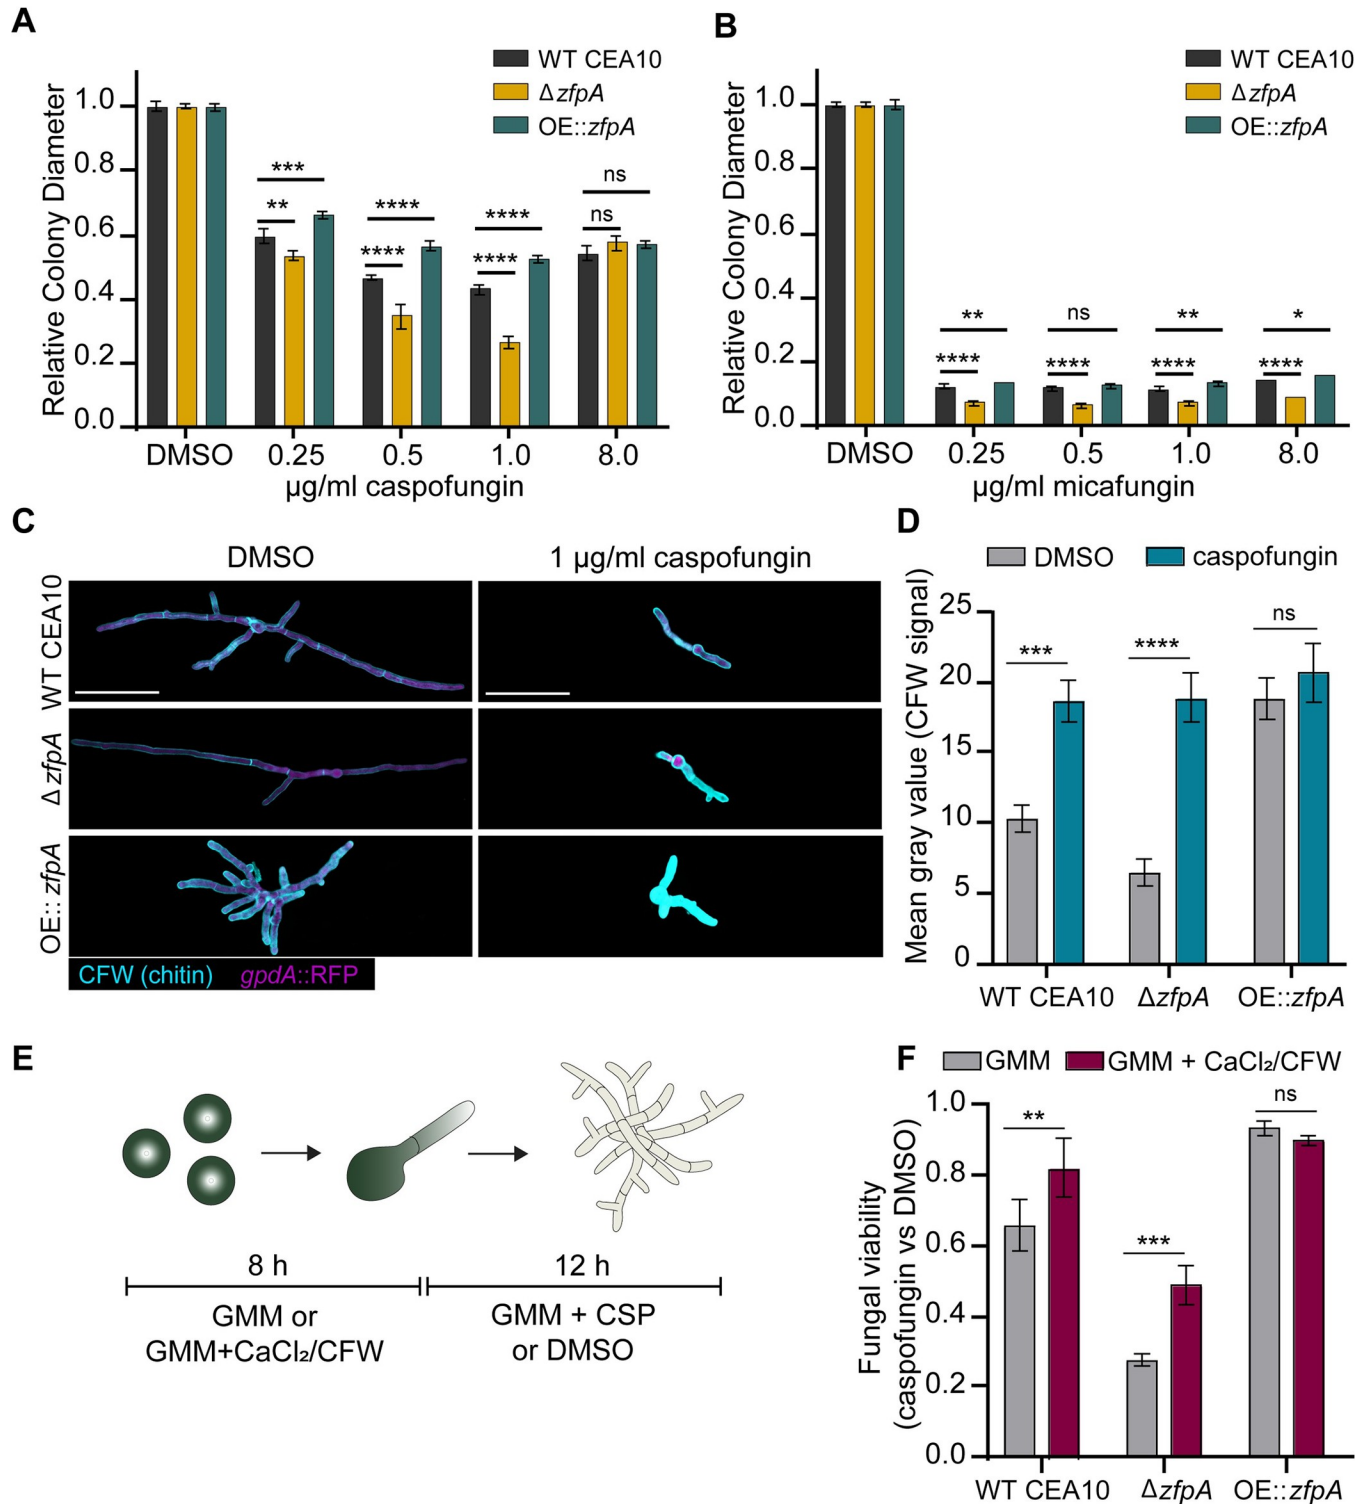 A
WT CEA10
ΔzfpA
OE::zfpA
Relative Colony Diameter
1.0
0.8
0.6
0.4
0.2
0.0
***
**
****
****
****
****
ns
ns
DMSO
0.25
0.5
1.0
8.0
µg/ml caspofungin
B
WT CEA10
ΔzfpA
OE::zfpA
Relative Colony Diameter
1.0
0.8
0.6
0.4
0.2
0.0
**
****
ns
****
**
****
*
****
DMSO
0.25
0.5
1.0
8.0
µg/ml micafungin
C
DMSO
1 µg/ml caspofungin
WT CEA10
ΔzfpA
OE:: zfpA
CFW (chitin) gpdA::RFP
D
DMSO
caspofungin
Mean gray value (CFW signal)
25
20
15
10
5
0
***
****
ns
WT CEA10
ΔzfpA
OE::zfpA
E
8 h
12 h
GMM or
GMM+CaCl₂/CFW
GMM + CSP
or DMSO
F
GMM
GMM + CaCl₂/CFW
Fungal viability
(caspofungin vs DMSO)
1.0
0.8
0.6
0.4
0.2
0.0
**
***
ns
WT CEA10
ΔzfpA
OE::zfpA